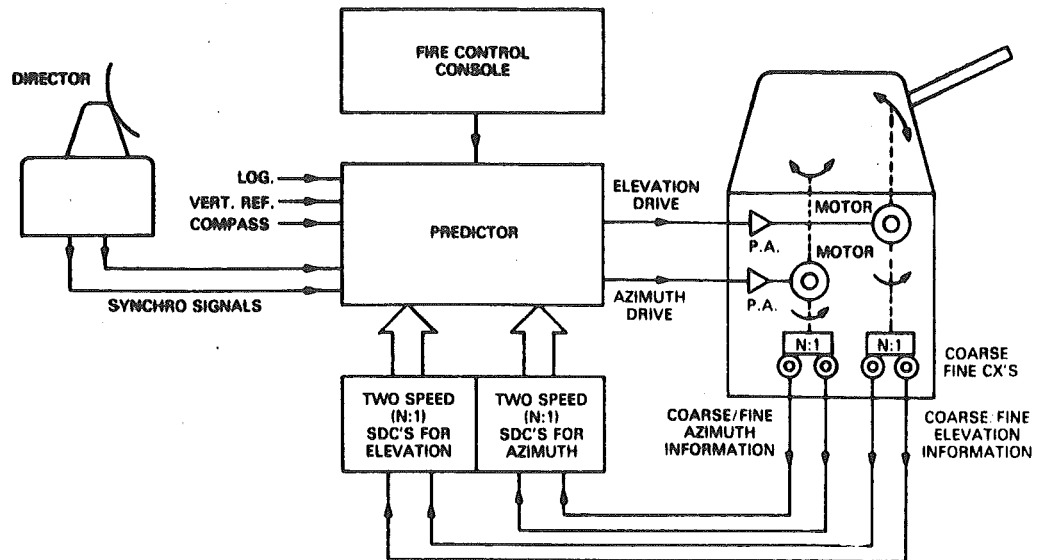 FIRE CONTROL
CONSOLE
DIRECTOR
LOG.
VERT. REF.
COMPASS
PREDICTOR
SYNCHRO SIGNALS
ELEVATION
DRIVE
AZIMUTH
DRIVE
P.A.
MOTOR
P.A.
MOTOR
N:1
N:1
COARSE
FINE CX'S
TWO SPEED
(N:1)
SDC'S FOR
ELEVATION
TWO SPEED
(N:1)
SDC'S FOR
AZIMUTH
COARSE/FINE
AZIMUTH
INFORMATION
COARSE: FINE
ELEVATION
INFORMATION